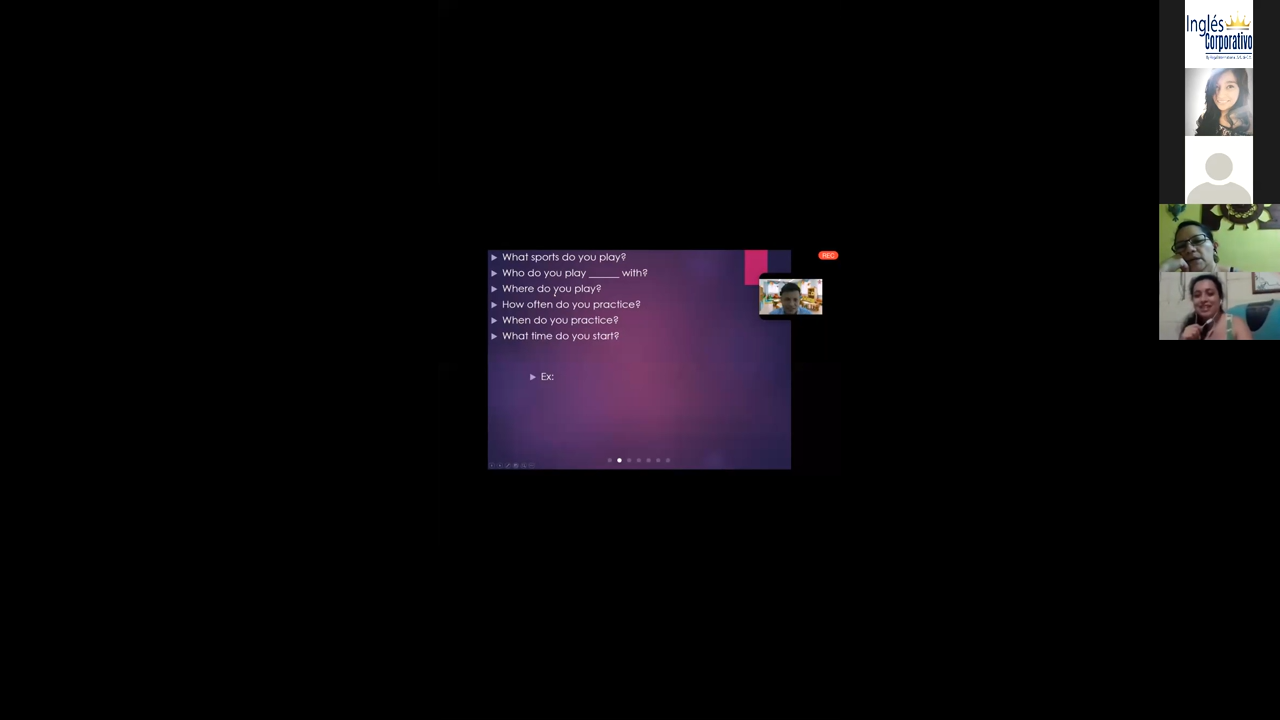 What sports do you play?
Who do you play ______ with?
Where do you play?
How often do you practice?
When do you practice?
What time do you start?
Ex:
REC
Inglés
Corporativo